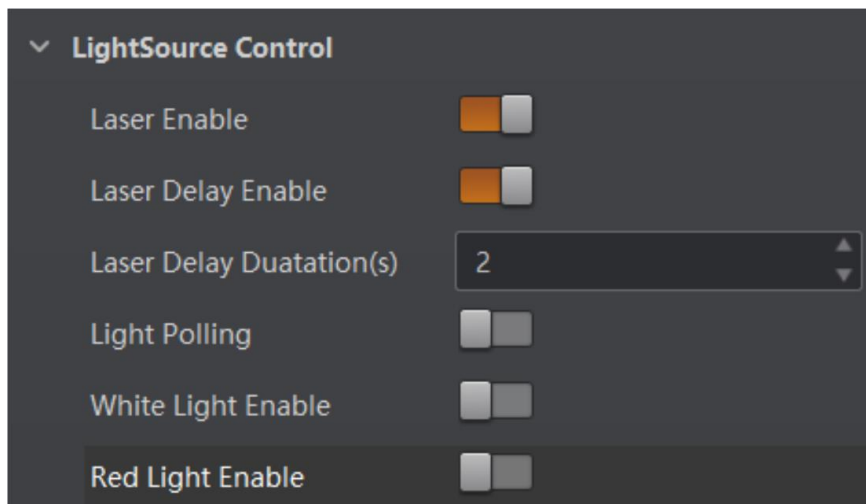 LightSource Control
Laser Enable
Laser Delay Enable
Laser Delay Duatation(s) 2
Light Polling
White Light Enable
Red Light Enable